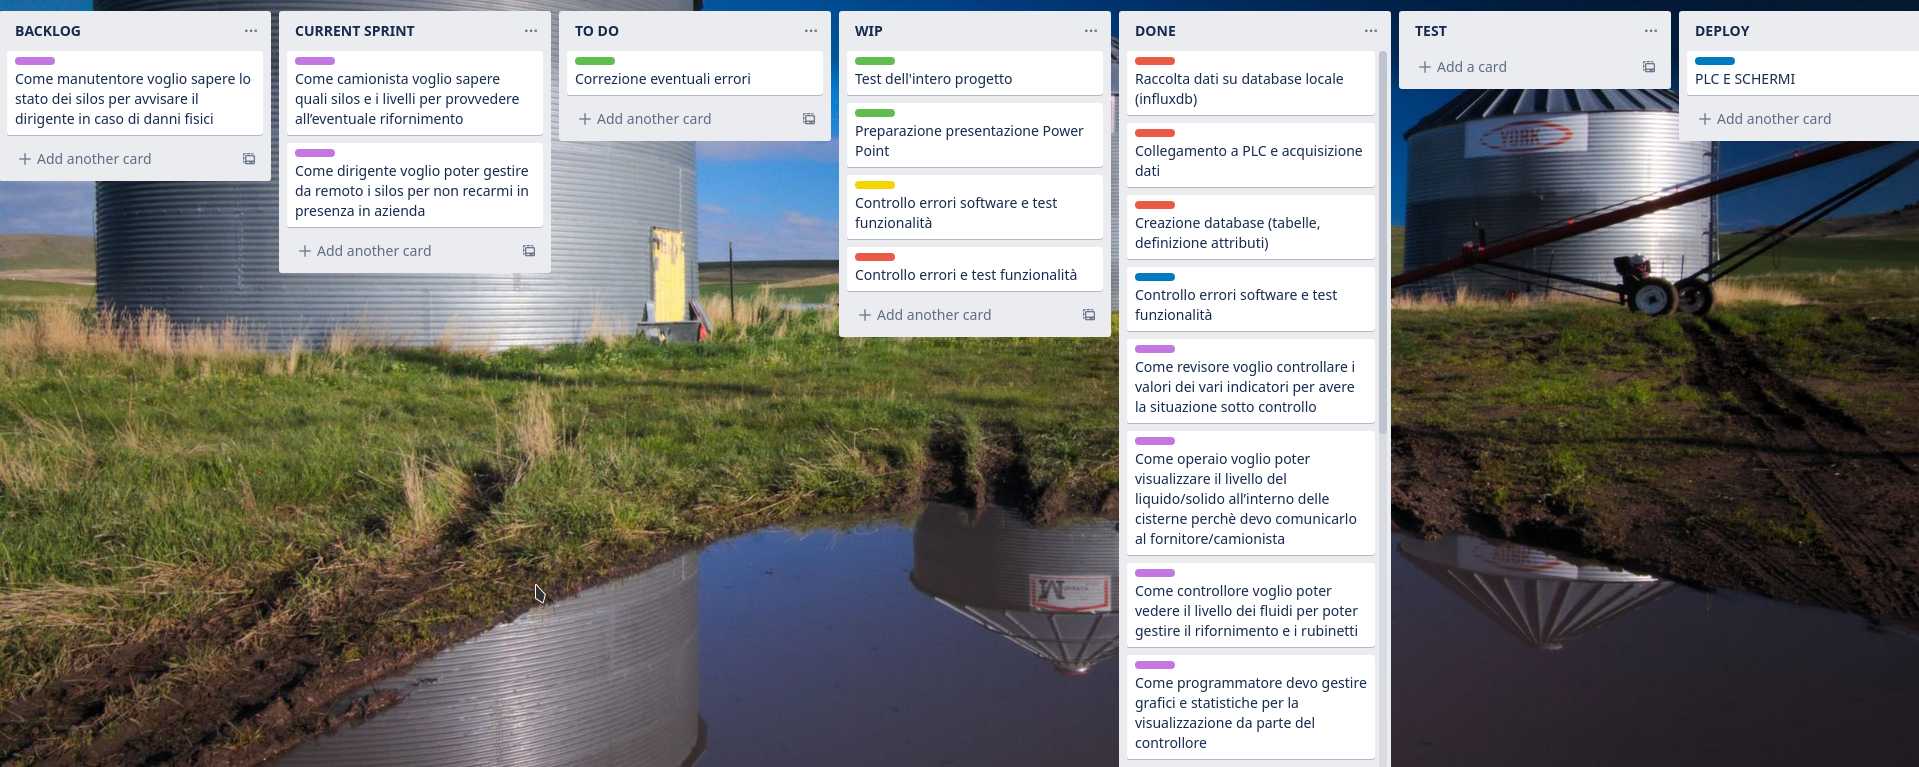 BACKLOG
Come manutentore voglio sapere lo
stato dei silos per avvisare il
dirigente in caso di danni fisici
Add another card
CURRENT SPRINT
Come camionista voglio sapere
quali silos e i livelli per provvedere
all’eventuale rifornimento
Come dirigente voglio poter gestire
da remoto i silos per non recarmi in
presenza in azienda
Add another card
TO DO
Correzione eventuali errori
Add another card
WIP
Test dell'intero progetto
Preparazione presentazione Power
Point
Controllo errori software e test
funzionalità
Controllo errori e test funzionalità
Add another card
DONE
Raccolta dati su database locale
(influxdb)
Collegamento a PLC e acquisizione
dati
Creazione database (tabelle,
definizione attributi)
Controllo errori software e test
funzionalità
Come revisore voglio controllare i
valori dei vari indicatori per avere
la situazione sotto controllo
Come operaio voglio poter
visualizzare il livello del
liquido/solido all’interno delle
cisterne perchè devo comunicarlo
al fornitore/camionista
Come controllore voglio poter
vedere il livello dei fluidi per poter
gestire il rifornimento e i rubinetti
Come programmatore devo gestire
grafici e statistiche per la
visualizzazione da parte del
controllore
TEST
Add a card
DEPLOY
PLC E SCHERMI
Add another card
YORK